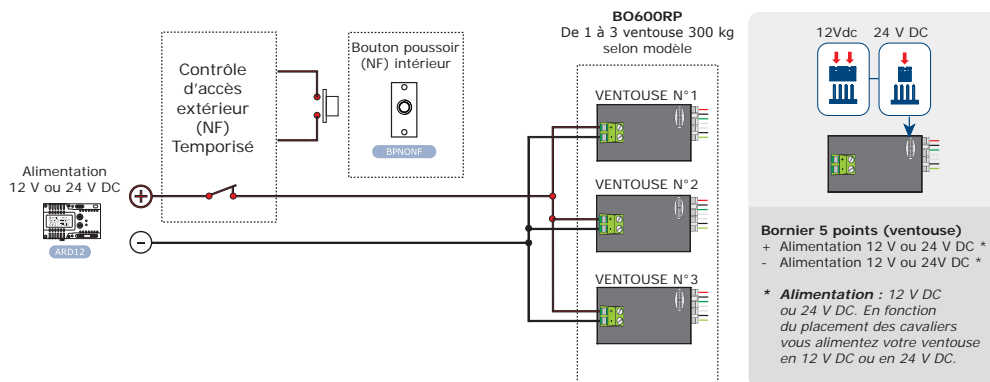 BO600RP
De 1 à 3 ventouse 300 kg
selon modèle
12Vdc
24 V DC
Contrôle
d'accès
extérieur
(NF)
Temporisé
Bouton poussoir
(NF) intérieur
BPNONF
VENTOUSE N°1
Alimentation
12 V ou 24 V DC
+
-
ARD12
VENTOUSE N°2
VENTOUSE N°3
Bornier 5 points (ventouse)
+ Alimentation 12 V ou 24 V DC *
- Alimentation 12 V ou 24V DC *
* Alimentation : 12 V DC
ou 24 V DC. En fonction
du placement des cavaliers
vous alimentez votre ventouse
en 12 V DC ou en 24 V DC.